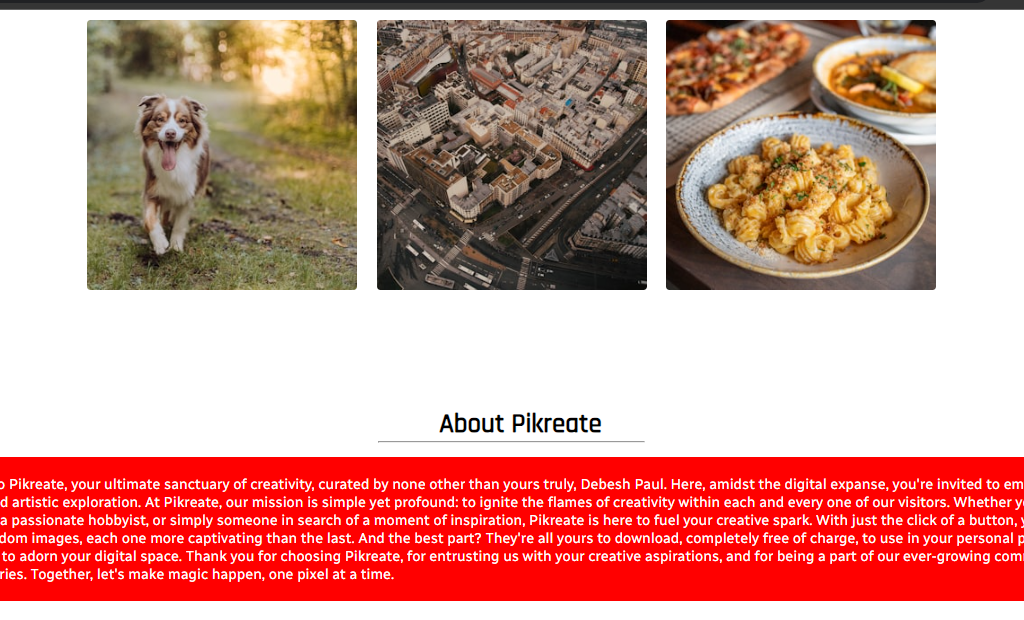 About Pikreate
o Pikreate, your ultimate sanctuary of creativity, curated by none other than yours truly, Debesh Paul. Here, amidst the digital expanse, you're invited to em
d artistic exploration. At Pikreate, our mission is simple yet profound: to ignite the flames of creativity within each and every one of our visitors. Whether y
a passionate hobbyist, or simply someone in search of a moment of inspiration, Pikreate is here to fuel your creative spark. With just the click of a button, y
dom images, each one more captivating than the last. And the best part? They're all yours to download, completely free of charge, to use in your personal p
to adorn your digital space. Thank you for choosing Pikreate, for entrusting us with your creative aspirations, and for being a part of our ever-growing com
ries. Together, let's make magic happen, one pixel at a time.